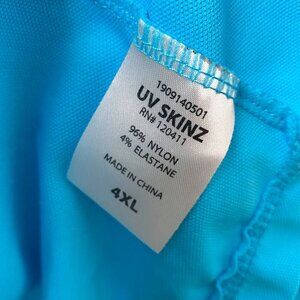 1909140501
UV SKINZ
RN# 120411
96% NYLON
4% ELASTANE
MADE IN CHINA
4XL